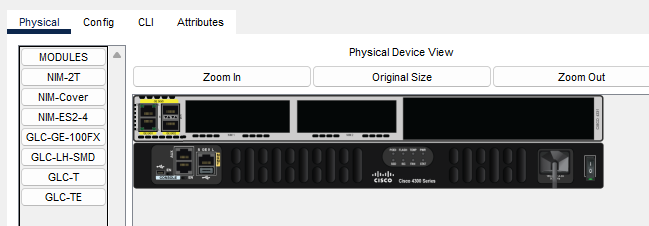 Physical Config CLI Attributes
MODULES
NIM-2T
NIM-Cover
NIM-ES2-4
GLC-GE-100FX
GLC-LH-SMD
GLC-T
GLC-TE
Physical Device View
Zoom In Original Size Zoom Out
CONSOLE
CISCO Cisco 4300 Series